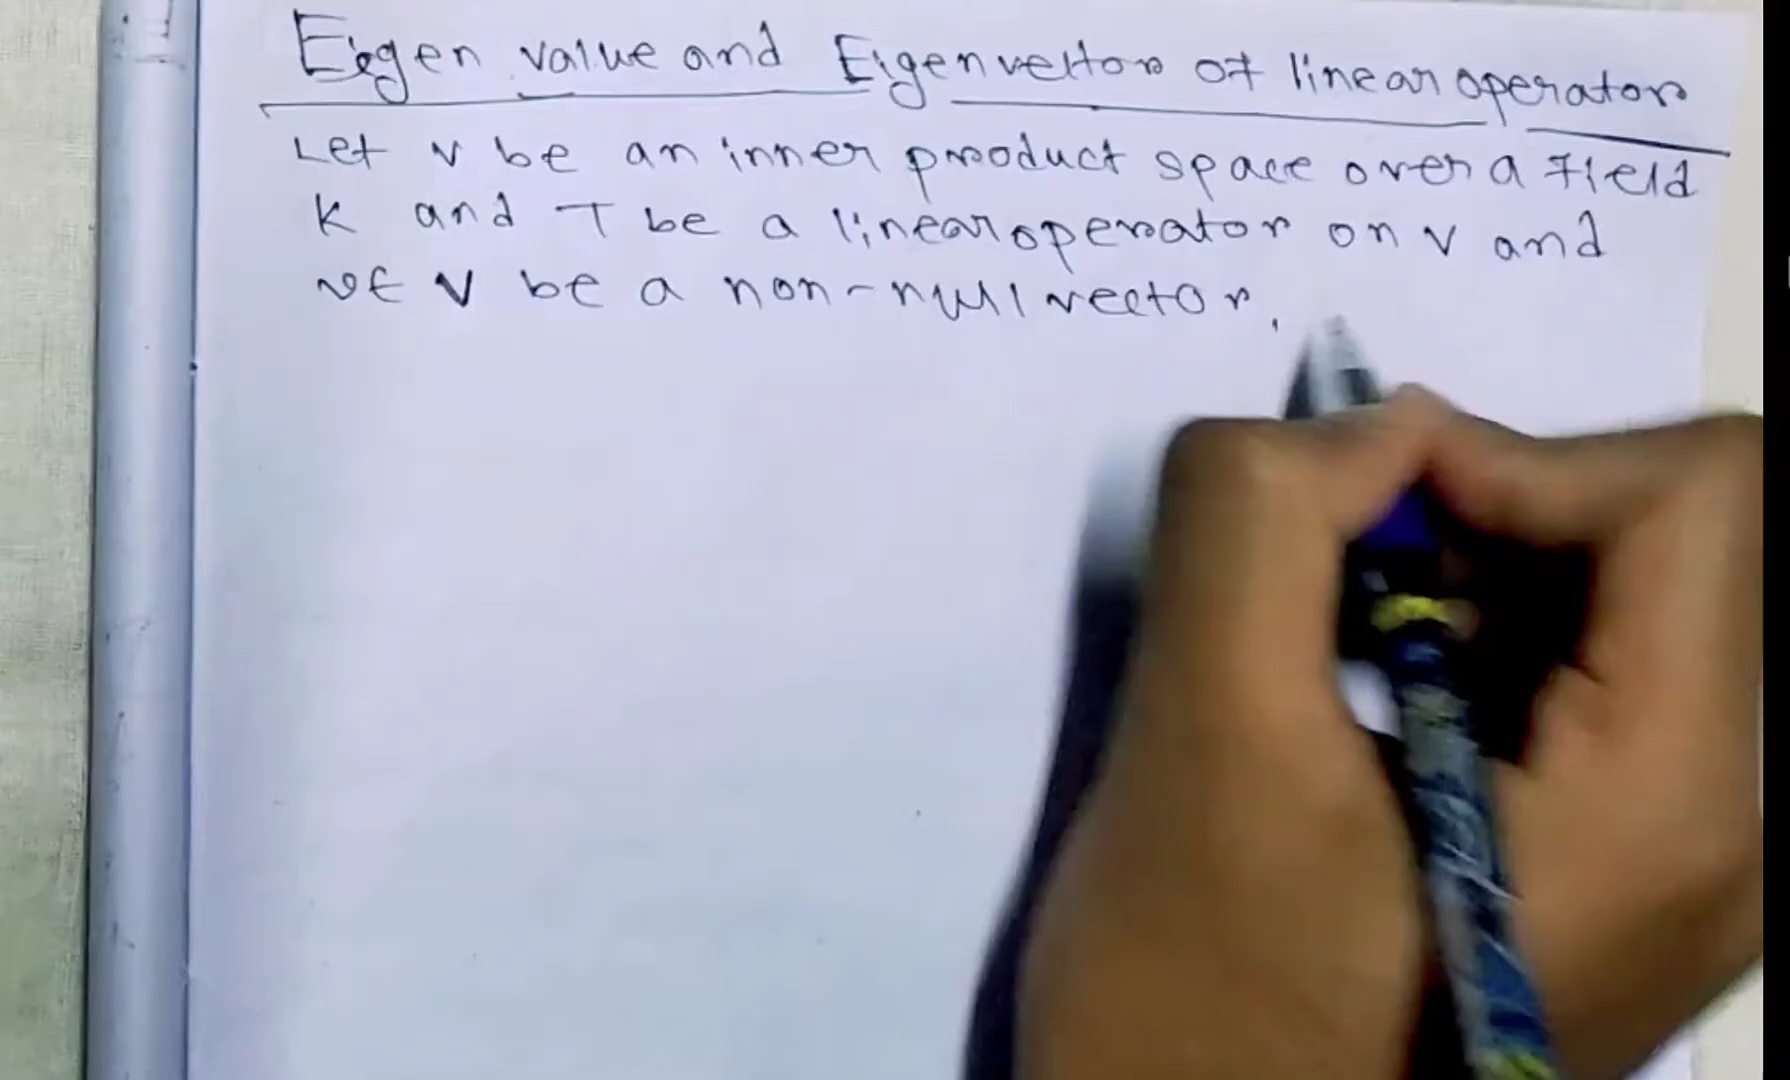 Eigen value and Eigenvector of linear operator
Let V be an inner product space over a field
K and T be a linear operator on V and
v ∈ V be a non-null vector.